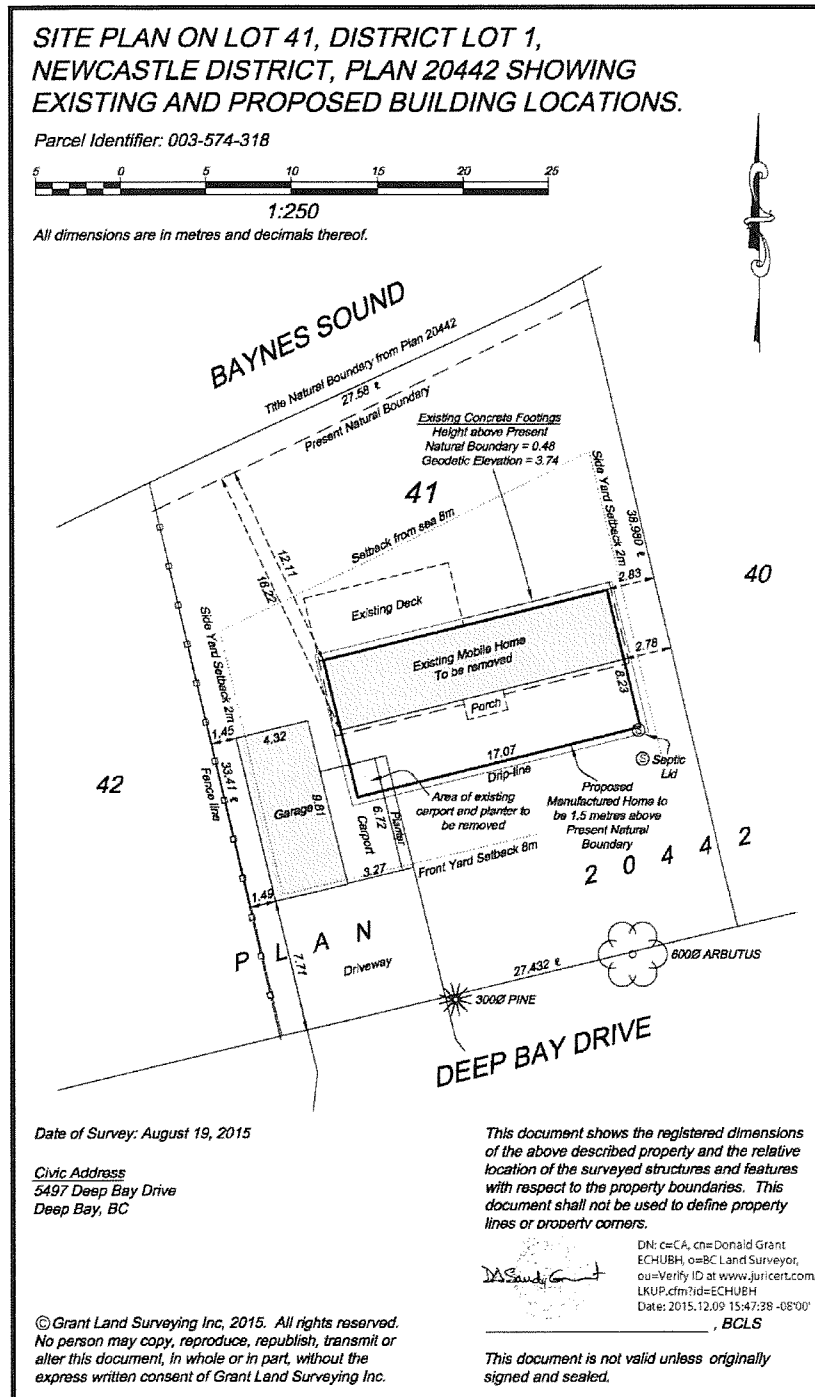 SITE PLAN ON LOT 41, DISTRICT LOT 1,
NEWCASTLE DISTRICT, PLAN 20442 SHOWING
EXISTING AND PROPOSED BUILDING LOCATIONS.
Parcel Identifier: 003-574-318
5 0 5 10 15 20 25
1:250
All dimensions are in metres and decimals thereof.
BAYNES SOUND
Title Natural Boundary from Plan 20442
27.58 ℓ
Present Natural Boundary
Existing Concrete Footings
Height above Present
Natural Boundary = 0.48
Geodetic Elevation = 3.74
41
Setback from sea 8m
Side Yard Setback 2m
38.980 ℓ
40
12.11
16.22
2.83
Existing Deck
Existing Mobile Home
To be removed
2.78
8.23
Porch
Side Yard Setback 2m
1.45
4.32
33.41 ℓ
Fence line
42
17.07
Drip-line
Septic
Lid
Garage
9.81
6.72
Carport
Planter
Area of existing
carport and planter to
be removed
Proposed
Manufactured Home to
be 1.5 metres above
Present Natural
Boundary
3.27
Front Yard Setback 8m
1.49
20442
PLAN
7.71
Driveway
27.432 ℓ
600Ø ARBUTUS
300Ø PINE
DEEP BAY DRIVE
Date of Survey: August 19, 2015
Civic Address
5497 Deep Bay Drive
Deep Bay, BC
This document shows the registered dimensions
of the above described property and the relative
location of the surveyed structures and features
with respect to the property boundaries. This
document shall not be used to define property
lines or property corners.
DN: c=CA, cn=Donald Grant
ECHUBH, o=BC Land Surveyor,
ou=Verify ID at www.juricert.com/
LKUP.cfm?id=ECHUBH
Date: 2015.12.09 15:47:38 -08'00'
, BCLS
© Grant Land Surveying Inc, 2015. All rights reserved.
No person may copy, reproduce, republish, transmit or
alter this document, in whole or in part, without the
express written consent of Grant Land Surveying Inc.
This document is not valid unless originally
signed and sealed.